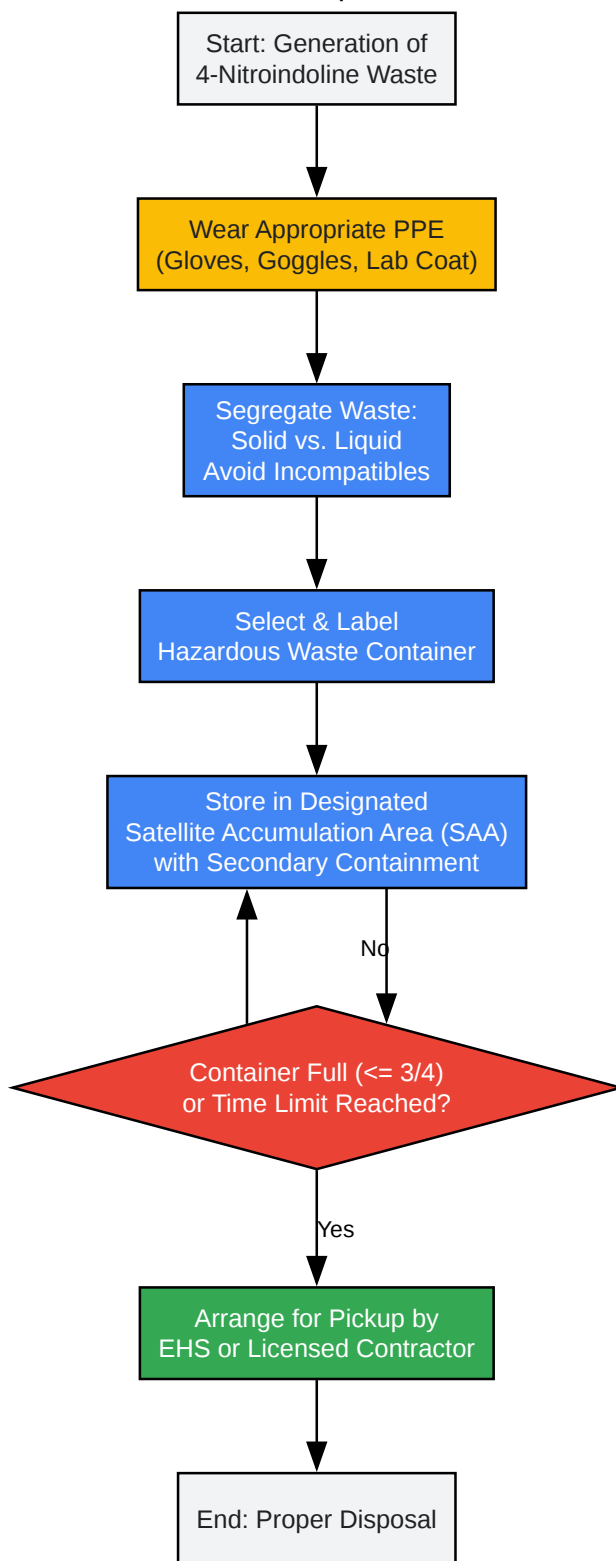 Start: Generation of
4-Nitroindoline Waste
Wear Appropriate PPE
(Gloves, Goggles, Lab Coat)
Segregate Waste:
Solid vs. Liquid
Avoid Incompatibles
Select & Label
Hazardous Waste Container
Store in Designated
Satellite Accumulation Area (SAA)
with Secondary Containment
No
Container Full (<= 3/4)
or Time Limit Reached?
Yes
Arrange for Pickup by
EHS or Licensed Contractor
End: Proper Disposal